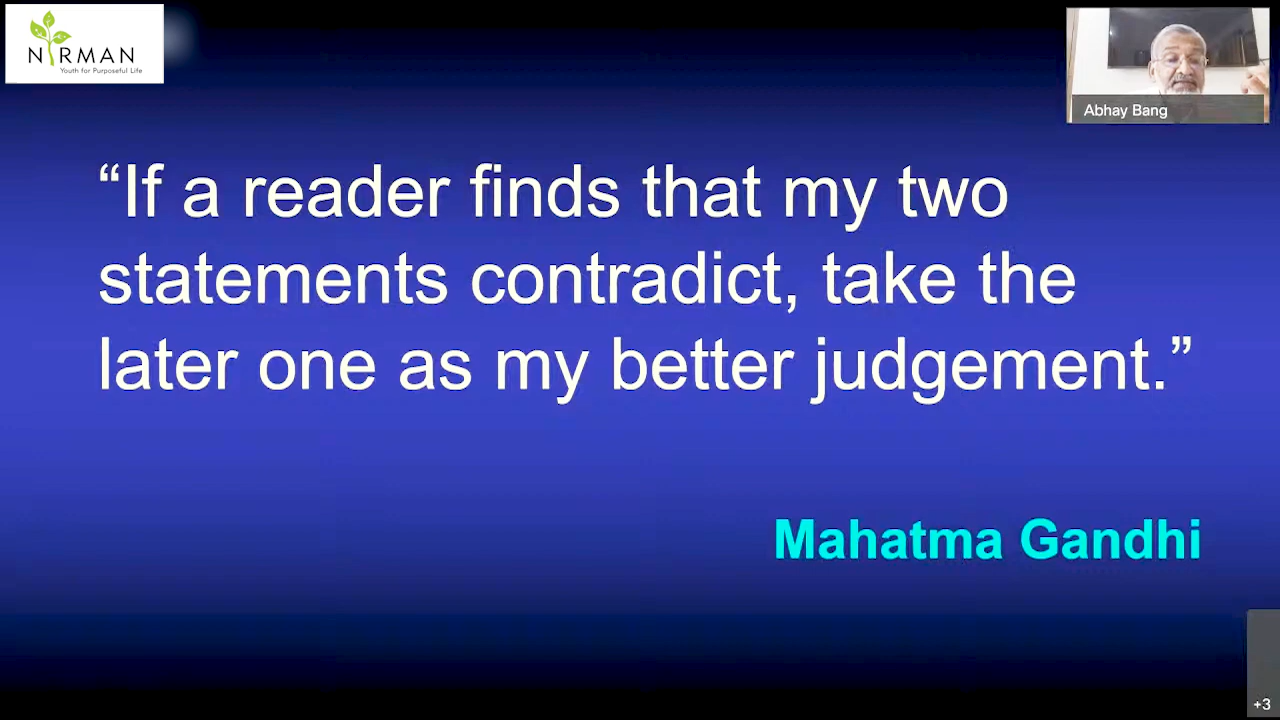 NIRMAN
Youth for Purposeful Life
Abhay Bang
“If a reader finds that my two
statements contradict, take the
later one as my better judgement.”
Mahatma Gandhi
+3